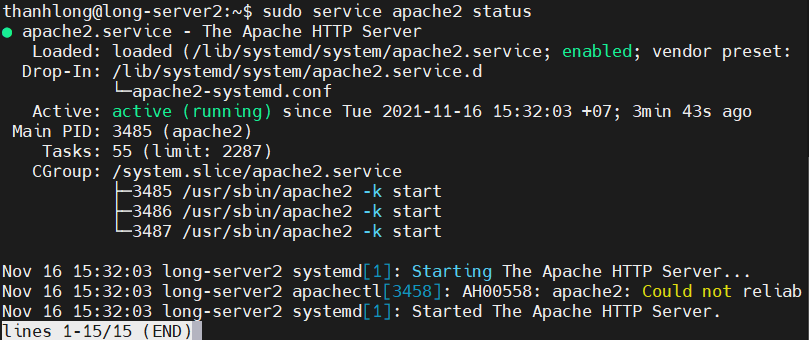 thanhlong@long-server2:~$ sudo service apache2 status
● apache2.service - The Apache HTTP Server
   Loaded: loaded (/lib/systemd/system/apache2.service; enabled; vendor preset:
  Drop-In: /lib/systemd/system/apache2.service.d
           └─apache2-systemd.conf
   Active: active (running) since Tue 2021-11-16 15:32:03 +07; 3min 43s ago
 Main PID: 3485 (apache2)
    Tasks: 55 (limit: 2287)
   CGroup: /system.slice/apache2.service
           ├─3485 /usr/sbin/apache2 -k start
           ├─3486 /usr/sbin/apache2 -k start
           └─3487 /usr/sbin/apache2 -k start

Nov 16 15:32:03 long-server2 systemd[1]: Starting The Apache HTTP Server...
Nov 16 15:32:03 long-server2 apachectl[3458]: AH00558: apache2: Could not reliab
Nov 16 15:32:03 long-server2 systemd[1]: Started The Apache HTTP Server.
lines 1-15/15 (END)